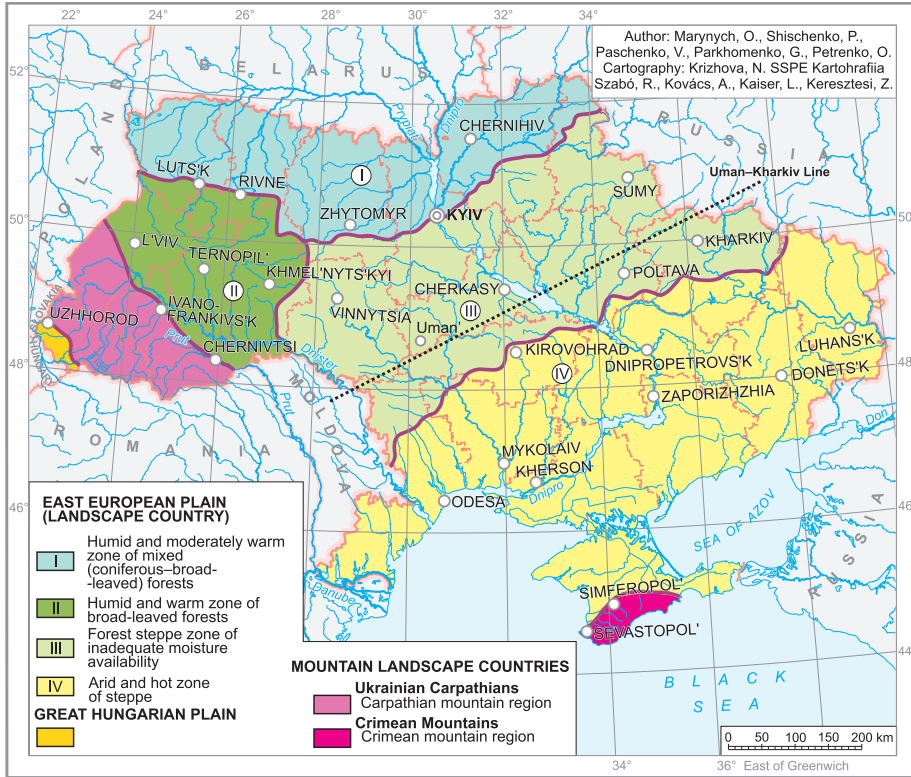 22°
24°
26°
28°
30°
32°
34°
Author: Marynych, O., Shischenko, P.,
Paschenko, V., Parkhomenko, G., Petrenko, O.
Cartography: Krizhova, N. SSPE Kartohrafiia
Szabó, R., Kovács, A., Kaiser, L., Keresztesi, Z.
52°
BELARUS
POLAND
RUSSIA
Prypiat'
Dnipro
CHERNIHIV
LUTS'K
RIVNE
I
SUMY
Uman–Kharkiv Line
ZHYTOMYR
KYIV
50°
50°
L'VIV
TERNOPIL'
KHARKIV
KHMEL'NYTS'KYI
POLTAVA
II
CHERKASY
IVANO-
FRANKIVS'K
VINNYTSIA
III
SLOVAKIA
UZHHOROD
Uman'
Prut
LUHANS'K
HUNGARY
CHERNIVTSI
Dnister
KIROVOHRAD
DNIPROPETROVS'K
48°
48°
IV
DONETS'K
Prut
MOLDOVA
ZAPORIZHZHIA
ROMANIA
Don
MYKOLAIV
KHERSON
Dnipro
46°
46°
ODESA
SEA OF AZOV
RUSSIA
Danube
SIMFEROPOL'
SEVASTOPOL'
44°
BLACK
SEA
EAST EUROPEAN PLAIN
(LANDSCAPE COUNTRY)
I
Humid and moderately warm
zone of mixed
(coniferous–broad-
-leaved) forests
II
Humid and warm zone of
broad-leaved forests
III
Forest steppe zone of
inadequate moisture
availability
IV
Arid and hot zone
of steppe
GREAT HUNGARIAN PLAIN
MOUNTAIN LANDSCAPE COUNTRIES
Ukrainian Carpathians
Carpathian mountain region
Crimean Mountains
Crimean mountain region
0 50 100 150 200 km
34°
36° East of Greenwich